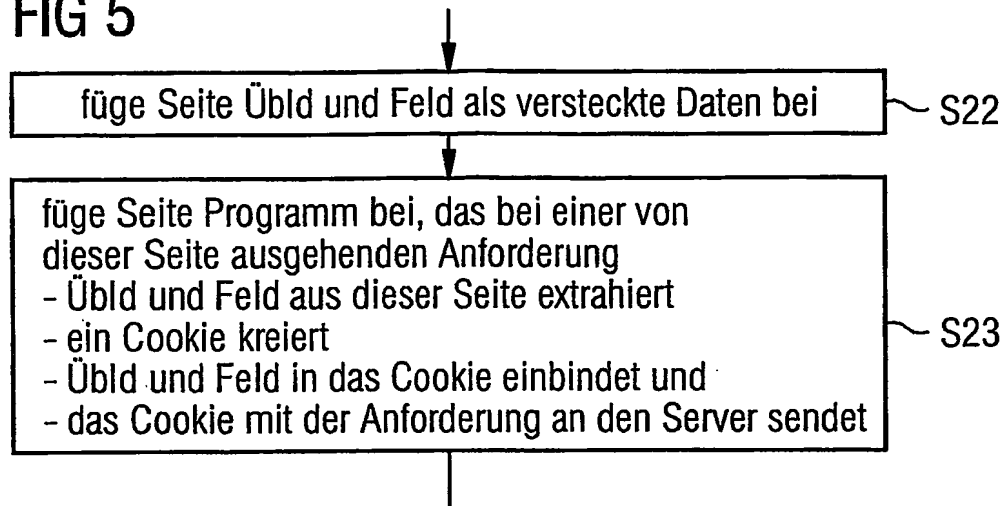 FIG 5
füge Seite ÜbId und Feld als versteckte Daten bei
S22
füge Seite Programm bei, das bei einer von
dieser Seite ausgehenden Anforderung
- ÜbId und Feld aus dieser Seite extrahiert
- ein Cookie kreiert
- ÜbId und Feld in das Cookie einbindet und
- das Cookie mit der Anforderung an den Server sendet
S23